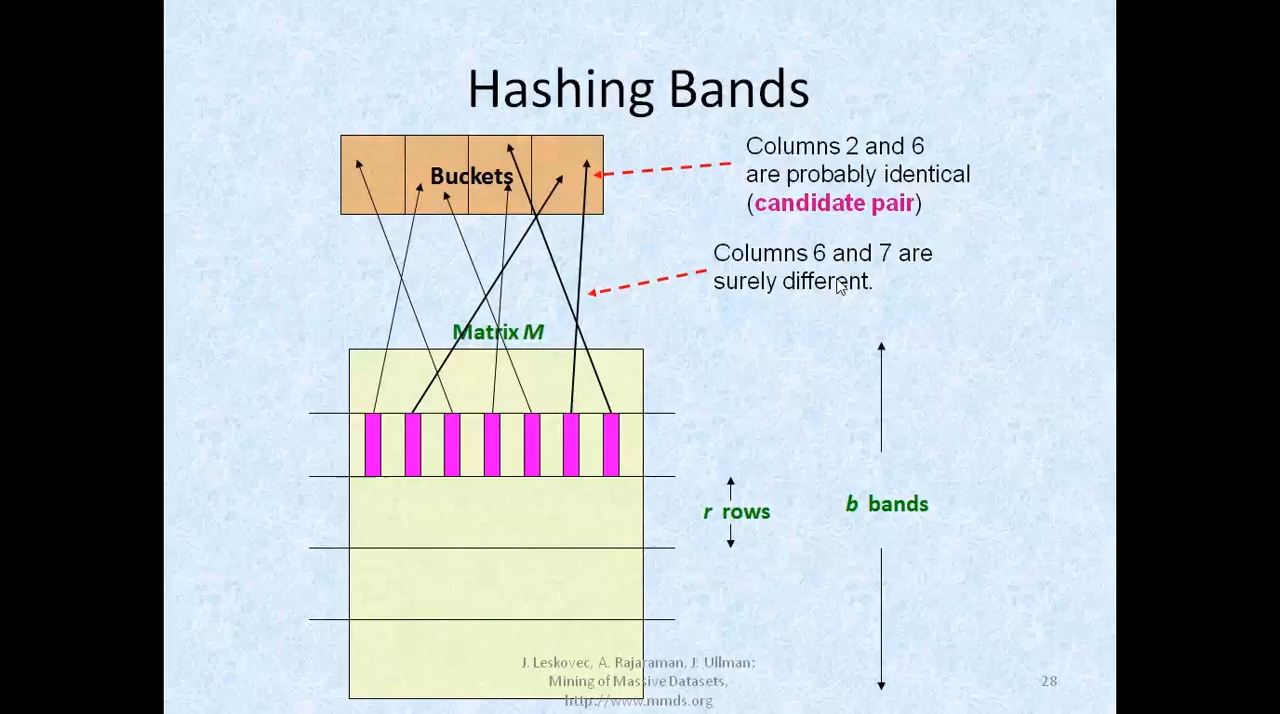 Hashing Bands
Buckets
Columns 2 and 6
are probably identical
(candidate pair)
Columns 6 and 7 are
surely different.
Matrix M
r rows
b bands
J. Leskovec, A. Rajaraman, J. Ullman:
Mining of Massive Datasets,
http://www.mmds.org
28